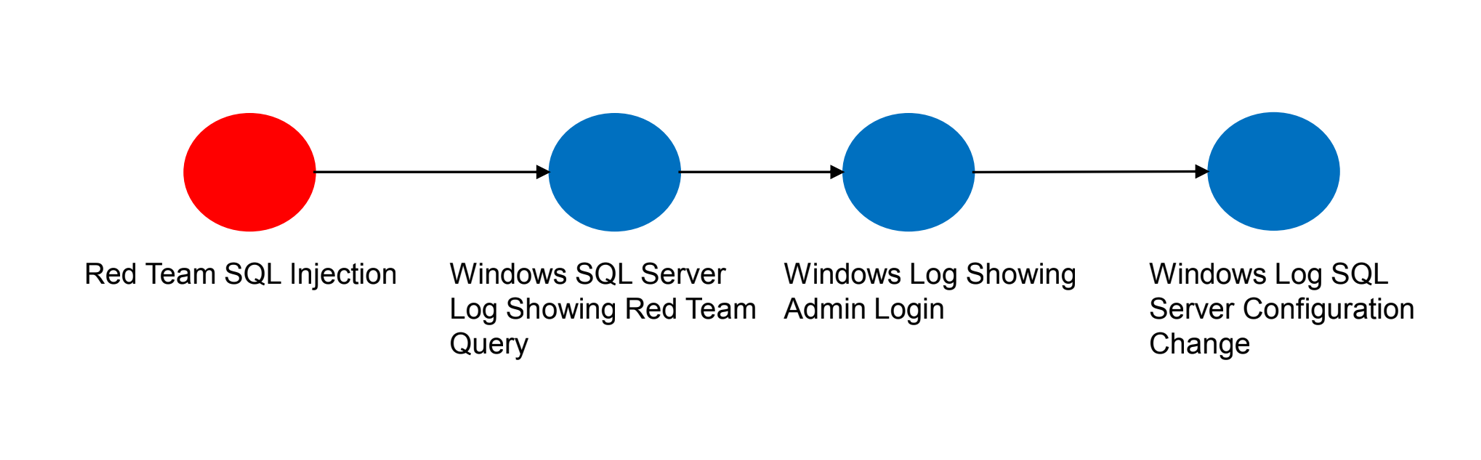 Red Team SQL Injection
Windows SQL Server
Log Showing Red Team
Query
Windows Log Showing
Admin Login
Windows Log SQL
Server Configuration
Change